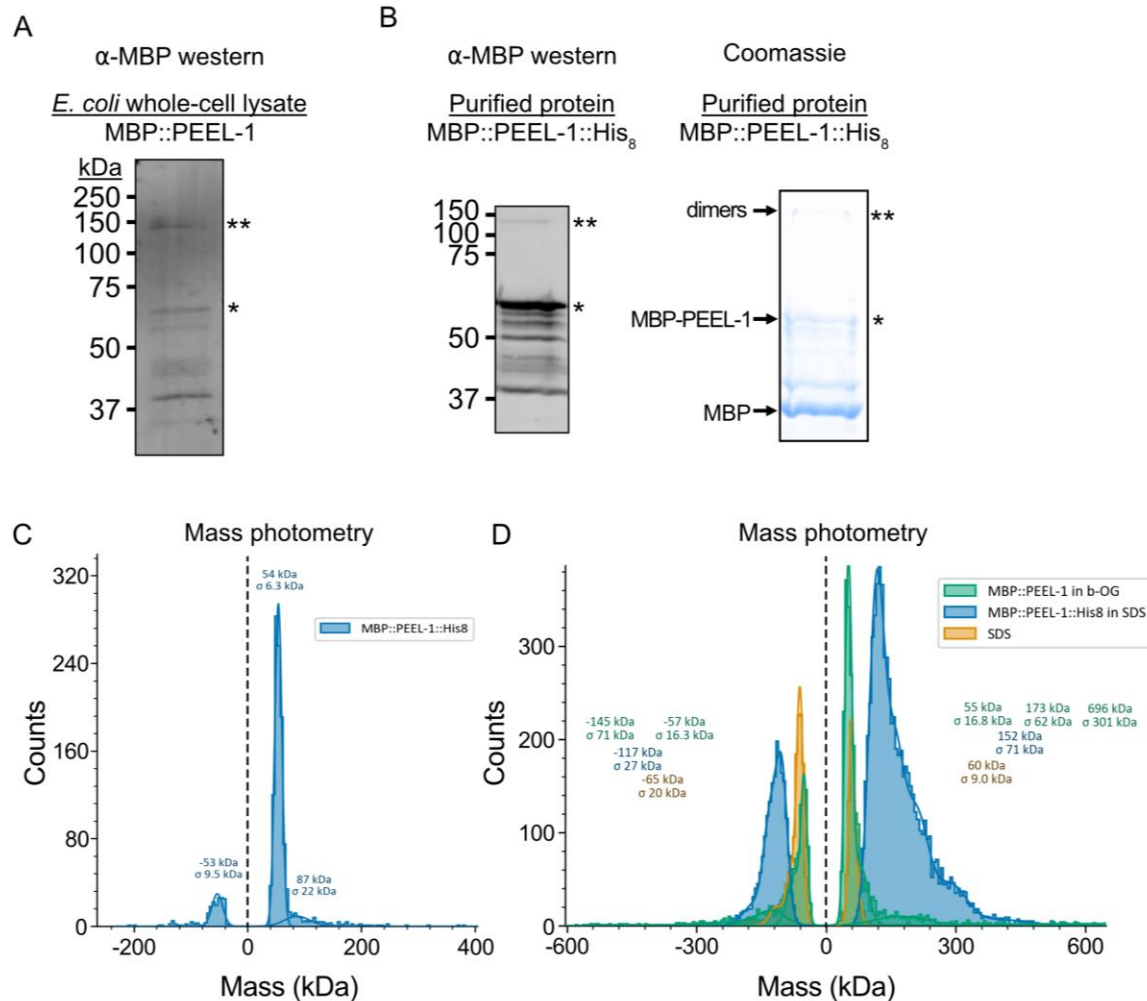 A
α-MBP western
E. coli whole-cell lysate
MBP::PEEL-1
kDa
250
150
100
75
50
37
**
*
B
α-MBP western
Purified protein
MBP::PEEL-1::His₈
150
100
75
50
37
**
*
Coomassie
Purified protein
MBP::PEEL-1::His₈
dimers
MBP-PEEL-1
MBP
**
*
C
Mass photometry
Counts
320
240
160
80
0
54 kDa
σ 6.3 kDa
-53 kDa
σ 9.5 kDa
87 kDa
σ 22 kDa
MBP::PEEL-1::His8
-200 0 200 400
Mass (kDa)
D
Mass photometry
Counts
300
200
100
0
MBP::PEEL-1 in b-OG
MBP::PEEL-1::His8 in SDS
SDS
-145 kDa
σ 71 kDa
-57 kDa
σ 16.3 kDa
-117 kDa
σ 27 kDa
-65 kDa
σ 20 kDa
55 kDa
σ 16.8 kDa
173 kDa
σ 62 kDa
696 kDa
σ 301 kDa
152 kDa
σ 71 kDa
60 kDa
σ 9.0 kDa
-600 -300 0 300 600
Mass (kDa)